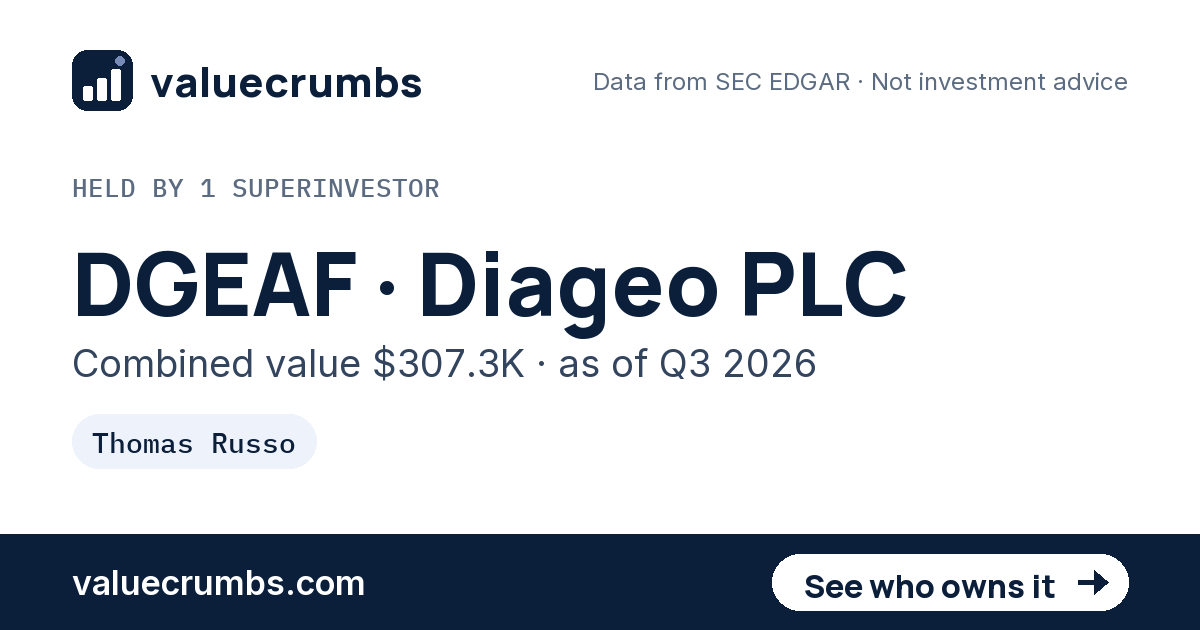 valuecrumbs
Data from SEC EDGAR · Not investment advice
HELD BY 1 SUPERINVESTOR
DGEAF · Diageo PLC
Combined value $307.3K · as of Q3 2026
Thomas Russo
valuecrumbs.com
See who owns it →